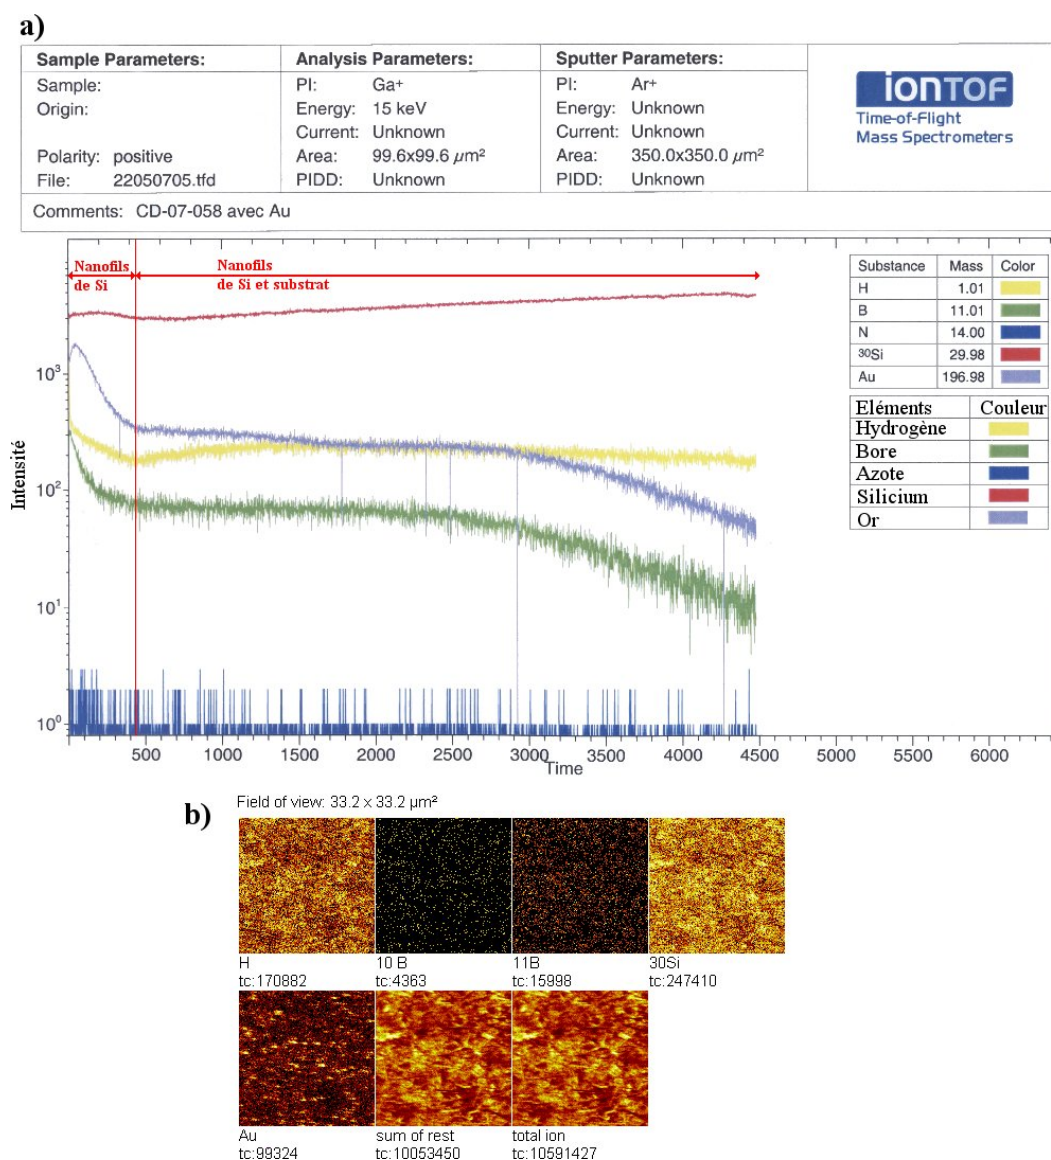 a)
Sample Parameters:
Sample:
Origin:
Polarity: positive
File: 22050705.tfd
Analysis Parameters:
PI: Ga+
Energy: 15 keV
Current: Unknown
Area: 99.6x99.6 µm²
PIDD: Unknown
Sputter Parameters:
PI: Ar+
Energy: Unknown
Current: Unknown
Area: 350.0x350.0 µm²
PIDD: Unknown
ionTOF
Time-of-Flight
Mass Spectrometers
Comments: CD-07-058 avec Au
Nanofils
de Si
Nanofils
de Si et substrat
Intensité
10³
10²
10¹
10⁰
0 500 1000 1500 2000 2500 3000 3500 4000 4500 5000 5500 6000
Time
Substance Mass Color
H 1.01
B 11.01
N 14.00
³⁰Si 29.98
Au 196.98
Eléments Couleur
Hydrogène
Bore
Azote
Silicium
Or
b)
Field of view: 33.2 x 33.2 µm²
H 10 B 11B 30Si
tc:170882 tc:4363 tc:15998 tc:247410
Au sum of rest total ion
tc:99324 tc:10053450 tc:10591427